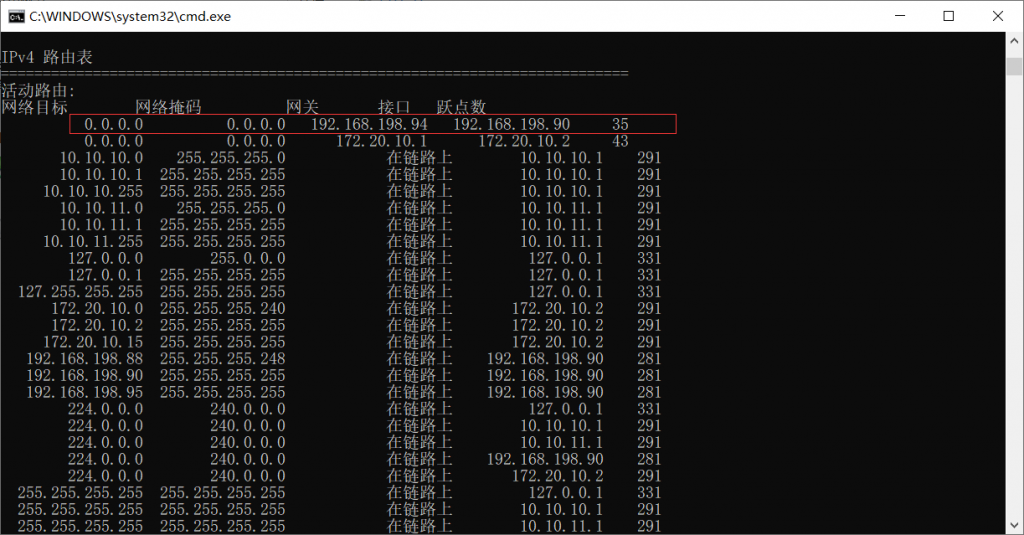 C:\WINDOWS\system32\cmd.exe
IPv4 路由表
===========================================================================
活动路由:
网络目标 网络掩码 网关 接口 跃点数
0.0.0.0 0.0.0.0 192.168.198.94 192.168.198.90 35
0.0.0.0 0.0.0.0 172.20.10.1 172.20.10.2 43
10.10.10.0 255.255.255.0 在链路上 10.10.10.1 291
10.10.10.1 255.255.255.255 在链路上 10.10.10.1 291
10.10.10.255 255.255.255.255 在链路上 10.10.10.1 291
10.10.11.0 255.255.255.0 在链路上 10.10.11.1 291
10.10.11.1 255.255.255.255 在链路上 10.10.11.1 291
10.10.11.255 255.255.255.255 在链路上 10.10.11.1 291
127.0.0.0 255.0.0.0 在链路上 127.0.0.1 331
127.0.0.1 255.255.255.255 在链路上 127.0.0.1 331
127.255.255.255 255.255.255.255 在链路上 127.0.0.1 331
172.20.10.0 255.255.255.240 在链路上 172.20.10.2 291
172.20.10.2 255.255.255.255 在链路上 172.20.10.2 291
172.20.10.15 255.255.255.255 在链路上 172.20.10.2 291
192.168.198.88 255.255.255.248 在链路上 192.168.198.90 281
192.168.198.90 255.255.255.255 在链路上 192.168.198.90 281
192.168.198.95 255.255.255.255 在链路上 192.168.198.90 281
224.0.0.0 240.0.0.0 在链路上 127.0.0.1 331
224.0.0.0 240.0.0.0 在链路上 10.10.10.1 291
224.0.0.0 240.0.0.0 在链路上 10.10.11.1 291
224.0.0.0 240.0.0.0 在链路上 192.168.198.90 281
224.0.0.0 240.0.0.0 在链路上 172.20.10.2 291
255.255.255.255 255.255.255.255 在链路上 127.0.0.1 331
255.255.255.255 255.255.255.255 在链路上 10.10.10.1 291
255.255.255.255 255.255.255.255 在链路上 10.10.11.1 291